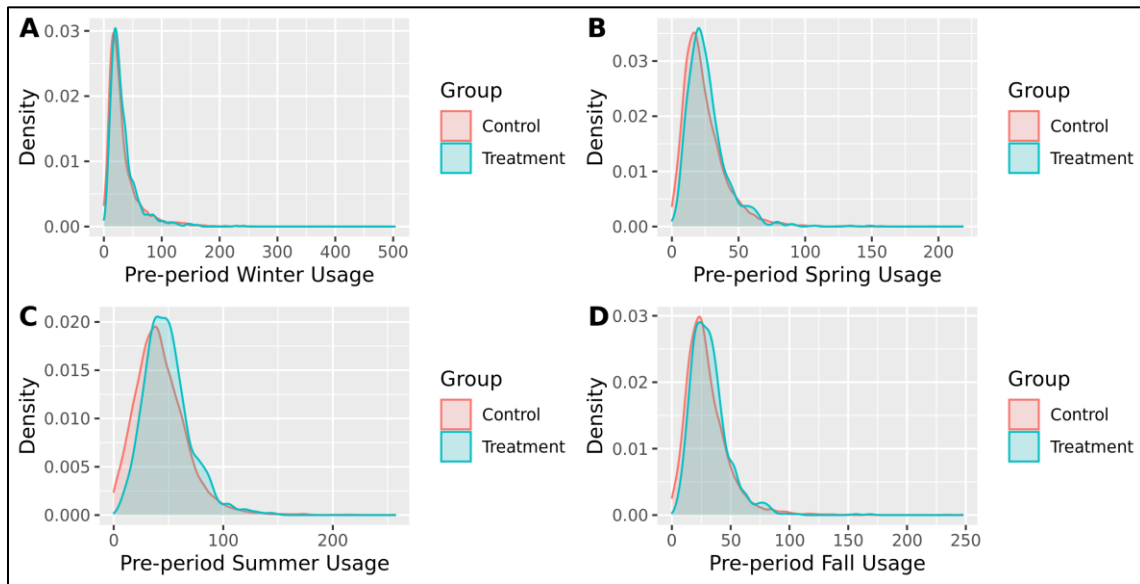 A
0.03
0.02
0.01
0.00
Density
0 100 200 300 400 500
Pre-period Winter Usage
Group
Control
Treatment
B
0.03
0.02
0.01
0.00
Density
0 50 100 150 200
Pre-period Spring Usage
Group
Control
Treatment
C
0.020
0.015
0.010
0.005
0.000
Density
0 100 200
Pre-period Summer Usage
Group
Control
Treatment
D
0.03
0.02
0.01
0.00
Density
0 50 100 150 200 250
Pre-period Fall Usage
Group
Control
Treatment